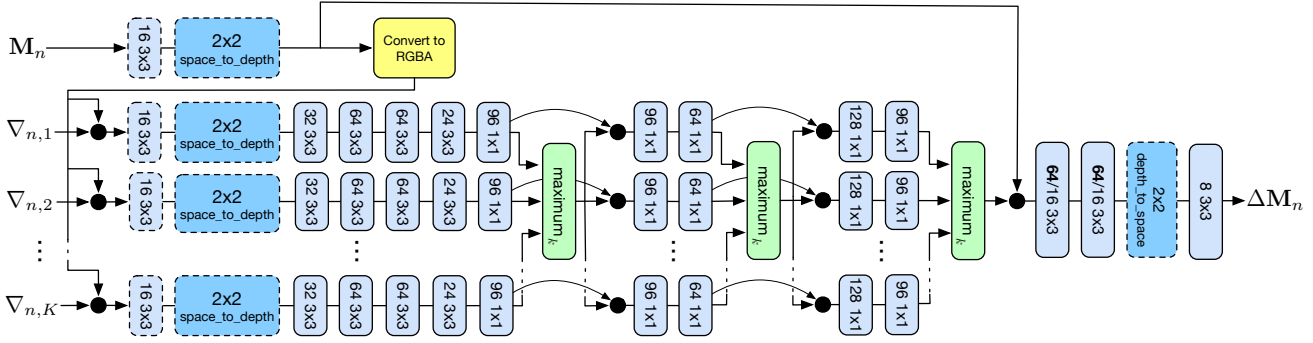 M_n
16 3x3
2x2
space_to_depth
Convert to
RGBA
∇_{n,1}
16 3x3
2x2
space_to_depth
32 3x3
64 3x3
64 3x3
24 3x3
96 1x1
96 1x1
64 1x1
128 1x1
96 1x1
maximum_k
maximum_k
maximum_k
∇_{n,2}
16 3x3
2x2
space_to_depth
32 3x3
64 3x3
64 3x3
24 3x3
96 1x1
96 1x1
64 1x1
128 1x1
96 1x1
64/16 3x3
64/16 3x3
2x2
depth_to_space
8 3x3
ΔM_n
⋮
⋮
⋮
⋮
∇_{n,K}
16 3x3
2x2
space_to_depth
32 3x3
64 3x3
64 3x3
24 3x3
96 1x1
96 1x1
64 1x1
128 1x1
96 1x1